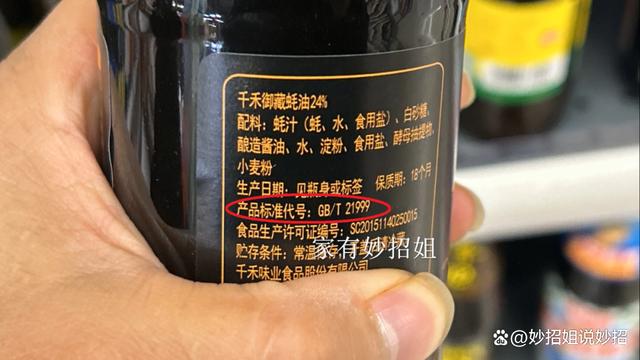 千禾御藏蚝油24%
配料：蚝汁（蚝、水、食用盐）、白砂糖、
酿造酱油、水、淀粉、食用盐、酵母抽提物、
小麦粉
生产日期：见瓶身或标签 保质期：18个月
产品标准代号：GB/T 21999
食品生产许可证编号：SC20151140250015
贮存条件：常温
家有妙招姐
千禾味业食品股份有限公司
@妙招姐说妙招